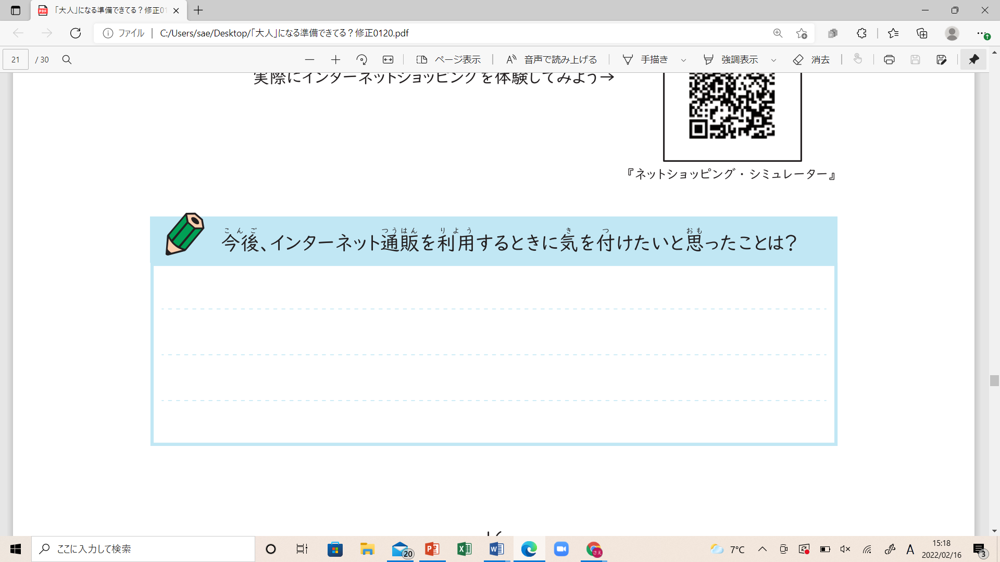 「大人」になる準備できてる？修正01
ファイル
C:/Users/sae/Desktop/「大人」になる準備できてる？修正0120.pdf
21 / 30
ページ表示
音声で読み上げる
手描き
強調表示
消去
実際にインターネットショッピングを体験してみよう→
『ネットショッピング・シミュレーター』
こんご つうはん りよう き つ おも
今後、インターネット通販を利用するときに気を付けたいと思ったことは？
ここに入力して検索
20
さえ
7°C
A
15:18
2022/02/16
3